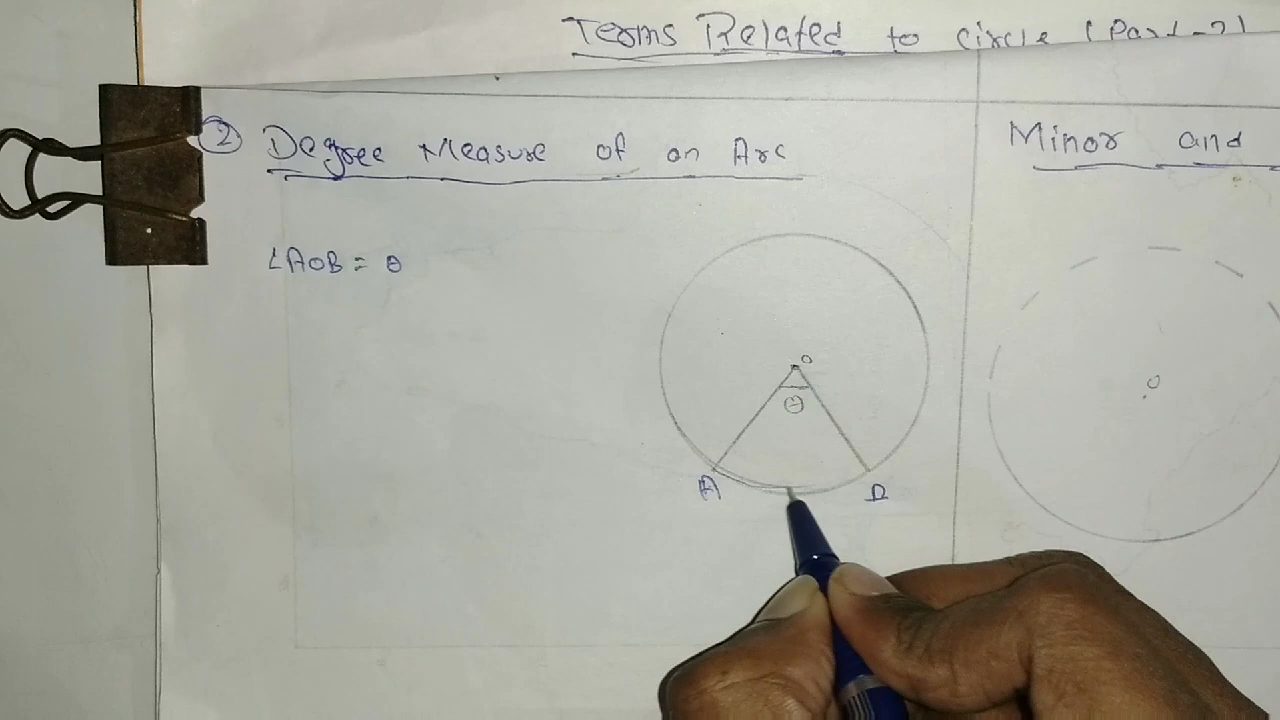 Terms Related to Circle (Part-2)
② Degree Measure of an Arc
Minor and
∠AOB = θ
O
θ
A B
O